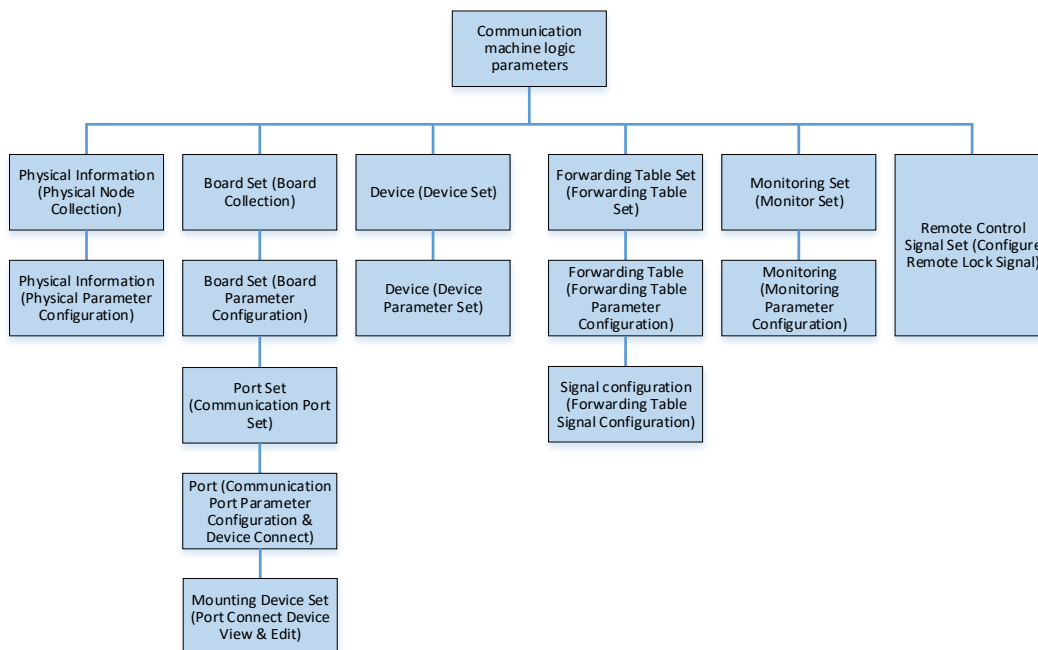 Communication
machine logic
parameters
Physical Information
(Physical Node
Collection)
Board Set (Board
Collection)
Device (Device Set)
Forwarding Table Set
(Forwarding Table
Set)
Monitoring Set
(Monitor Set)
Remote Control
Signal Set (Configure
Remote Lock Signal)
Physical Information
(Physical Parameter
Configuration)
Board Set (Board
Parameter
Configuration)
Device (Device
Parameter Set)
Forwarding Table
(Forwarding Table
Parameter
Configuration)
Monitoring
(Monitoring
Parameter
Configuration)
Port Set
(Communication Port
Set)
Signal configuration
(Forwarding Table
Signal Configuration)
Port (Communication
Port Parameter
Configuration &
Device Connect)
Mounting Device Set
(Port Connect Device
View & Edit)